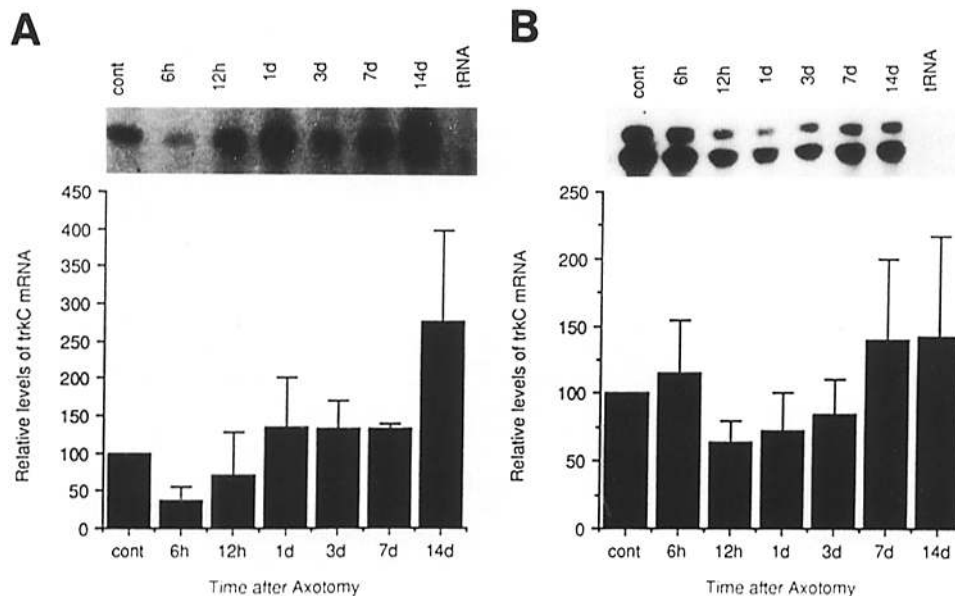 A
cont 6h 12h 1d 3d 7d 14d tRNA
450
400
350
300
250
200
150
100
50
0
Relative levels of trkC mRNA
cont 6h 12h 1d 3d 7d 14d
Time after Axotomy
B
cont 6h 12h 1d 3d 7d 14d tRNA
250
200
150
100
50
0
Relative levels of trkC mRNA
cont 6h 12h 1d 3d 7d 14d
Time after Axotomy